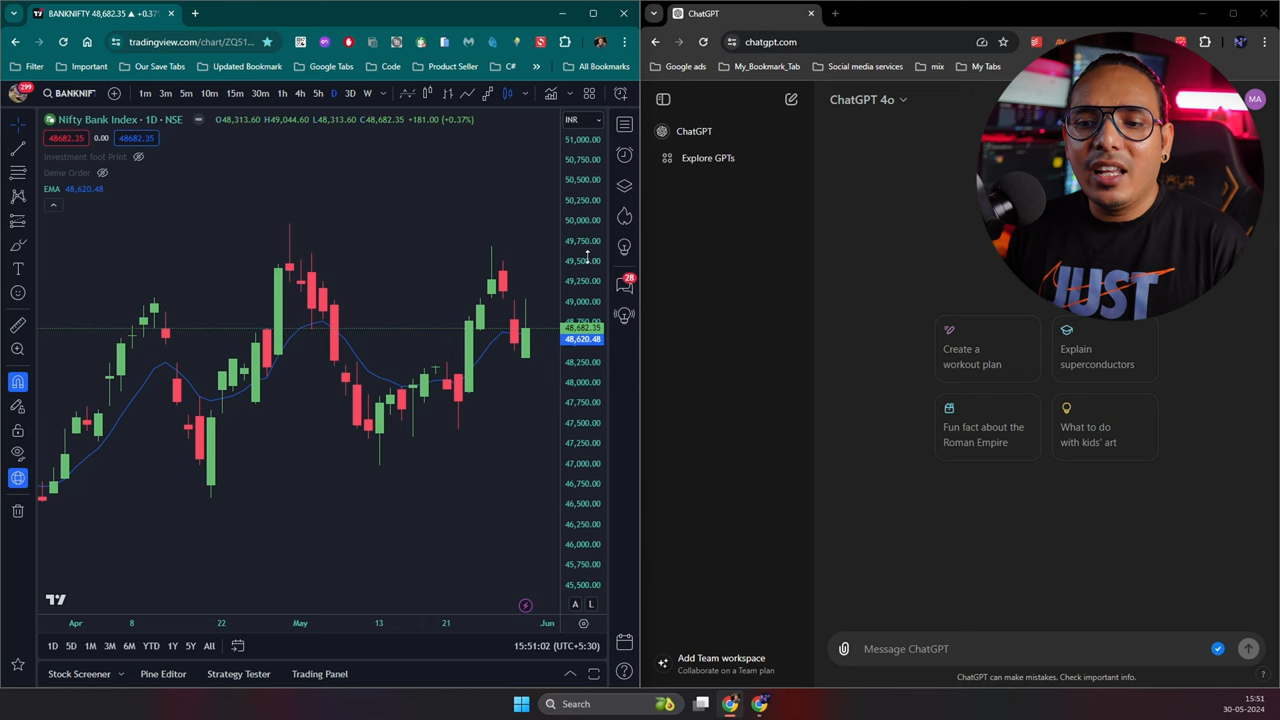 BANKNIFTY 48,682.35 ▲ +0.37%
tradingview.com/chart/ZQ51...
Filter
Important
Our Save Tabs
Updated Bookmark
Google Tabs
Code
Product Seller
C#
»
All Bookmarks
299
BANKNIF
1m 3m 5m 10m 15m 30m 1h 4h 5h D 3D W
Nifty Bank Index · 1D · NSE
O48,313.60 H49,044.60 L48,313.60 C48,682.35 +181.00 (+0.37%)
INR
48682.35 0.00 48682.35
Investment foot Print
Deme Order
EMA 48,620.48
51,000.00
50,750.00
50,500.00
50,250.00
50,000.00
49,750.00
49,250.00
49,000.00
48,682.35
48,620.48
48,250.00
48,000.00
47,750.00
47,500.00
47,250.00
47,000.00
46,750.00
46,500.00
46,250.00
46,000.00
45,750.00
45,500.00
28
A L
Apr 8 22 May 13 21 Jun
1D 5D 1M 3M 6M YTD 1Y 5Y All
15:51:02 (UTC+5:30)
Stock Screener
Pine Editor
Strategy Tester
Trading Panel
ChatGPT
chatgpt.com
Google ads
My_Bookmark_Tab
Social media services
mix
My Tabs
ChatGPT
Explore GPTs
ChatGPT 4o
MA
JUST
Create a
workout plan
Explain
superconductors
Fun fact about the
Roman Empire
What to do
with kids' art
Add Team workspace
Collaborate on a Team plan
Message ChatGPT
ChatGPT can make mistakes. Check important info.
Search
15:51
30-05-2024